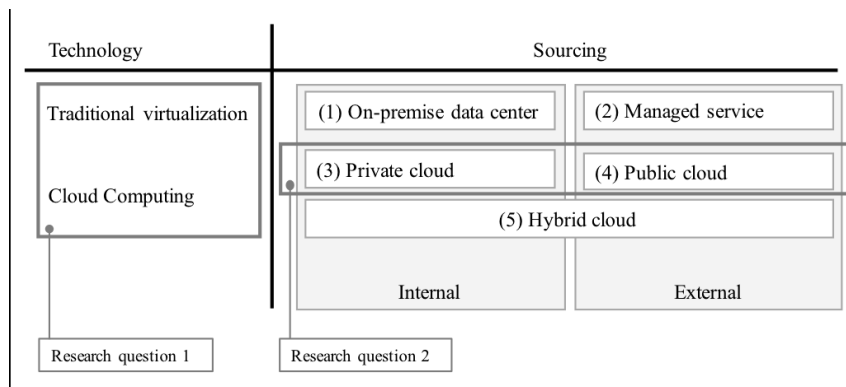 Technology
Sourcing
Traditional virtualization
(1) On-premise data center
(2) Managed service
Cloud Computing
(3) Private cloud
(4) Public cloud
(5) Hybrid cloud
Internal
External
Research question 1
Research question 2